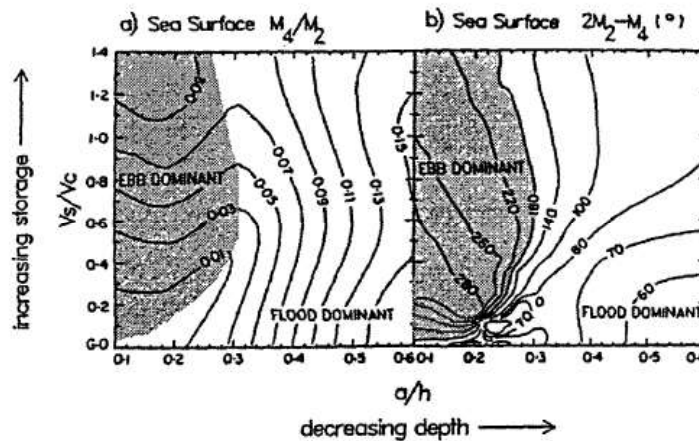 a) Sea Surface M₄/M₂ b) Sea Surface 2M₂-M₄ (°)
1·4
1·2
1·0
0·8
0·6
0·4
0·2
0·0
increasing storage
Vs/Vc
0·09
0·07
0·05
0·03
0·01
0·09
0·11
0·13
0·15
EBB DOMINANT
FLOOD DOMINANT
EBB DOMINANT
220
260
280
180
140
100
80
70
60
70
FLOOD DOMINANT
0·1 0·2 0·3 0·4 0·5 0·6 0·1 0·2 0·3 0·4 0·5
a/h
decreasing depth